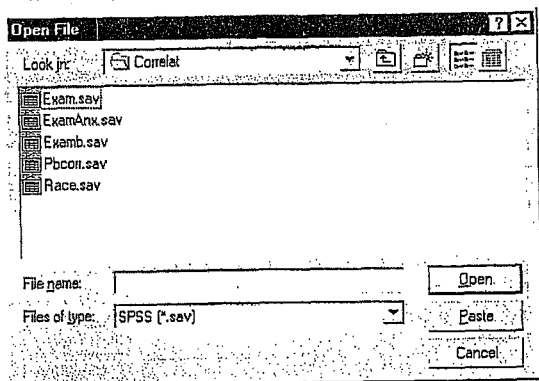 Open File
Look in: Correlat
Exam.sav
ExamAnx.sav
Examb.sav
Pbcorr.sav
Race.sav
File name: Open
Files of type: SPSS (*.sav) Paste
Cancel